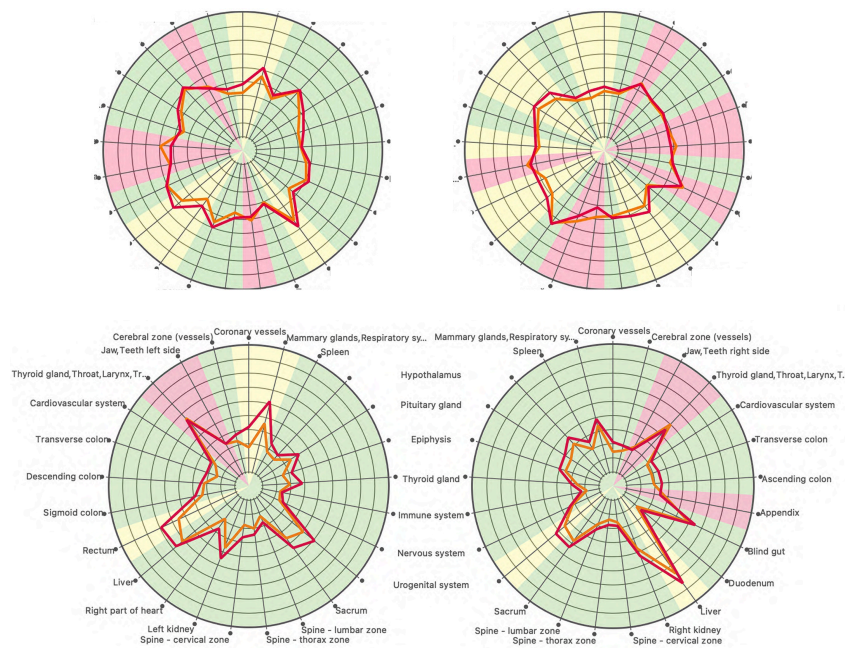 Coronary vessels
Cerebral zone (vessels)
Mammary glands,Respiratory sy...
Jaw,Teeth left side
Spleen
Thyroid gland,Throat,Larynx,Tr...
Cardiovascular system
Transverse colon
Descending colon
Sigmoid colon
Rectum
Liver
Right part of heart
Left kidney
Spine - cervical zone
Spine - thorax zone
Spine - lumbar zone
Sacrum
Hypothalamus
Pituitary gland
Epiphysis
Thyroid gland
Immune system
Nervous system
Urogenital system
Coronary vessels
Mammary glands,Respiratory sy...
Cerebral zone (vessels)
Spleen
Jaw,Teeth right side
Thyroid gland,Throat,Larynx,T.
Cardiovascular system
Transverse colon
Ascending colon
Appendix
Blind gut
Duodenum
Liver
Right kidney
Spine - cervical zone
Spine - thorax zone
Spine - lumbar zone
Sacrum